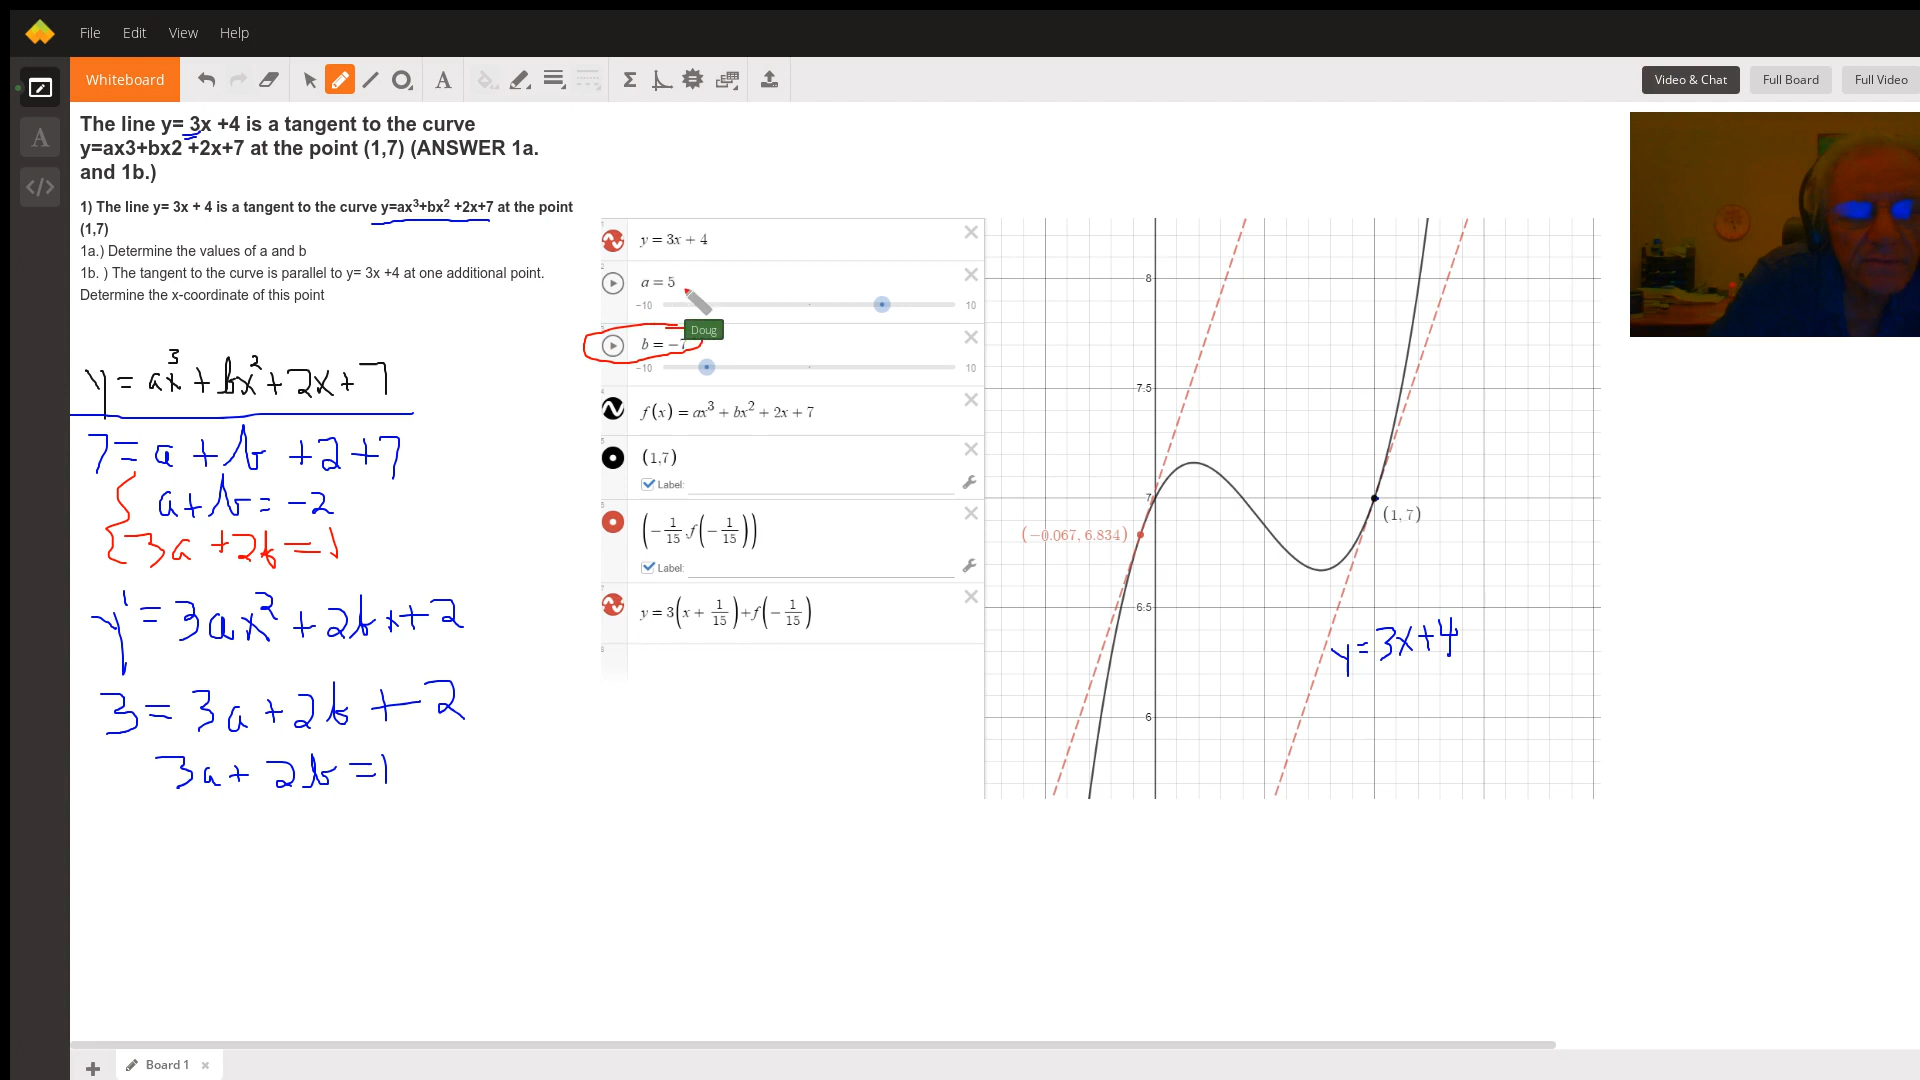 File Edit View Help
Whiteboard
Video & Chat Full Board Full Video
The line y= 3x +4 is a tangent to the curve
y=ax3+bx2 +2x+7 at the point (1,7) (ANSWER 1a.
and 1b.)
1) The line y= 3x + 4 is a tangent to the curve y=ax³+bx² +2x+7 at the point
(1,7)
1a.) Determine the values of a and b
1b. ) The tangent to the curve is parallel to y= 3x +4 at one additional point.
Determine the x-coordinate of this point
y = ax³ + bx² + 2x + 7
7 = a + b + 2 + 7
a + b = -2
3a + 2b = 1
y' = 3ax² + 2bx + 2
3 = 3a + 2b + 2
3a + 2b = 1
y = 3x + 4
a = 5
-10 10
Doug
b = -7
-10 10
f(x) = ax³ + bx² + 2x + 7
(1,7)
Label:
(-1/15, f(-1/15))
Label:
y = 3(x + 1/15) + f(-1/15)
8
7.5
7
6.5
6
(1, 7)
(-0.067, 6.834)
y = 3x + 4
Board 1